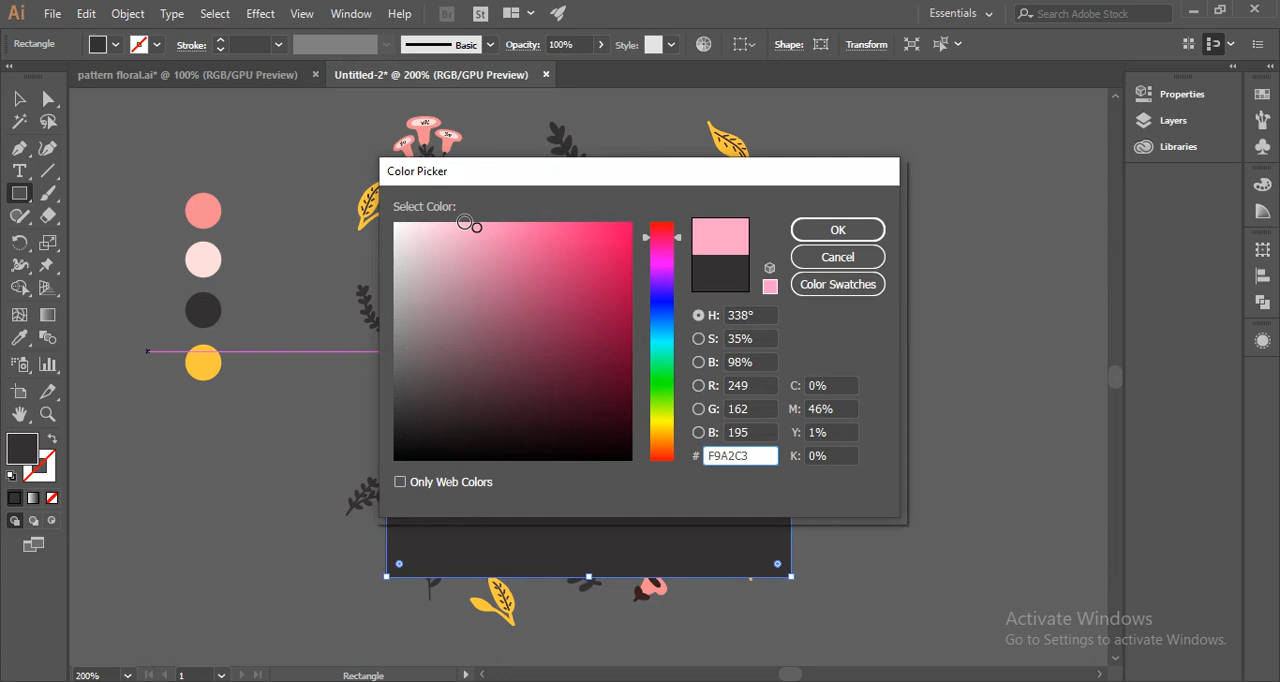 Ai File Edit Object Type Select Effect View Window Help Br St Essentials Search Adobe Stock
Rectangle Stroke: Basic Opacity: 100% Style: Shape: Transform
pattern floral.ai* @ 100% (RGB/GPU Preview) × Untitled-2* @ 200% (RGB/GPU Preview) ×
Properties
Layers
Libraries
Color Picker
Select Color:
OK
Cancel
Color Swatches
H: 338°
S: 35%
B: 98%
R: 249 C: 0%
G: 162 M: 46%
B: 195 Y: 1%
# F9A2C3 K: 0%
Only Web Colors
Activate Windows
Go to Settings to activate Windows.
200% 1 Rectangle